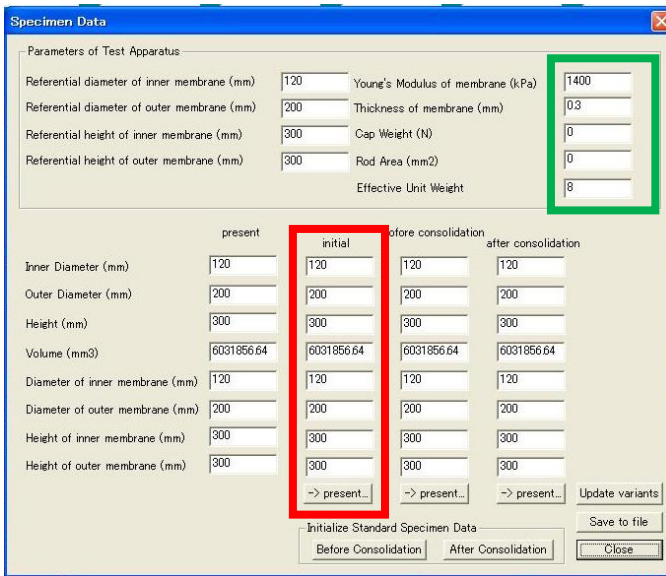 Specimen Data
Parameters of Test Apparatus
Referential diameter of inner membrane (mm) 120 Young's Modulus of membrane (kPa) 1400
Referential diameter of outer membrane (mm) 200 Thickness of membrane (mm) 0.3
Referential height of inner membrane (mm) 300 Cap Weight (N) 0
Referential height of outer membrane (mm) 300 Rod Area (mm2) 0
Effective Unit Weight 8
present initial before consolidation after consolidation
Inner Diameter (mm) 120 120 120 120
Outer Diameter (mm) 200 200 200 200
Height (mm) 300 300 300 300
Volume (mm3) 6031856.64 6031856.64 6031856.64 6031856.64
Diameter of inner membrane (mm) 120 120 120 120
Diameter of outer membrane (mm) 200 200 200 200
Height of inner membrane (mm) 300 300 300 300
Height of outer membrane (mm) 300 300 300 300
-> present... -> present... -> present... Update variants
Initialize Standard Specimen Data Save to file
Before Consolidation After Consolidation Close